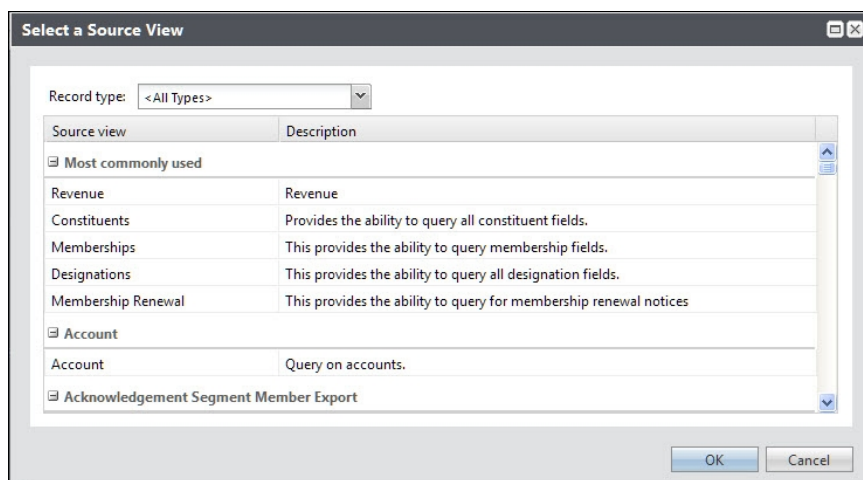 Select a Source View
Record type: <All Types>
Source view Description
Most commonly used
Revenue Revenue
Constituents Provides the ability to query all constituent fields.
Memberships This provides the ability to query membership fields.
Designations This provides the ability to query all designation fields.
Membership Renewal This provides the ability to query for membership renewal notices
Account
Account Query on accounts.
Acknowledgement Segment Member Export
OK Cancel